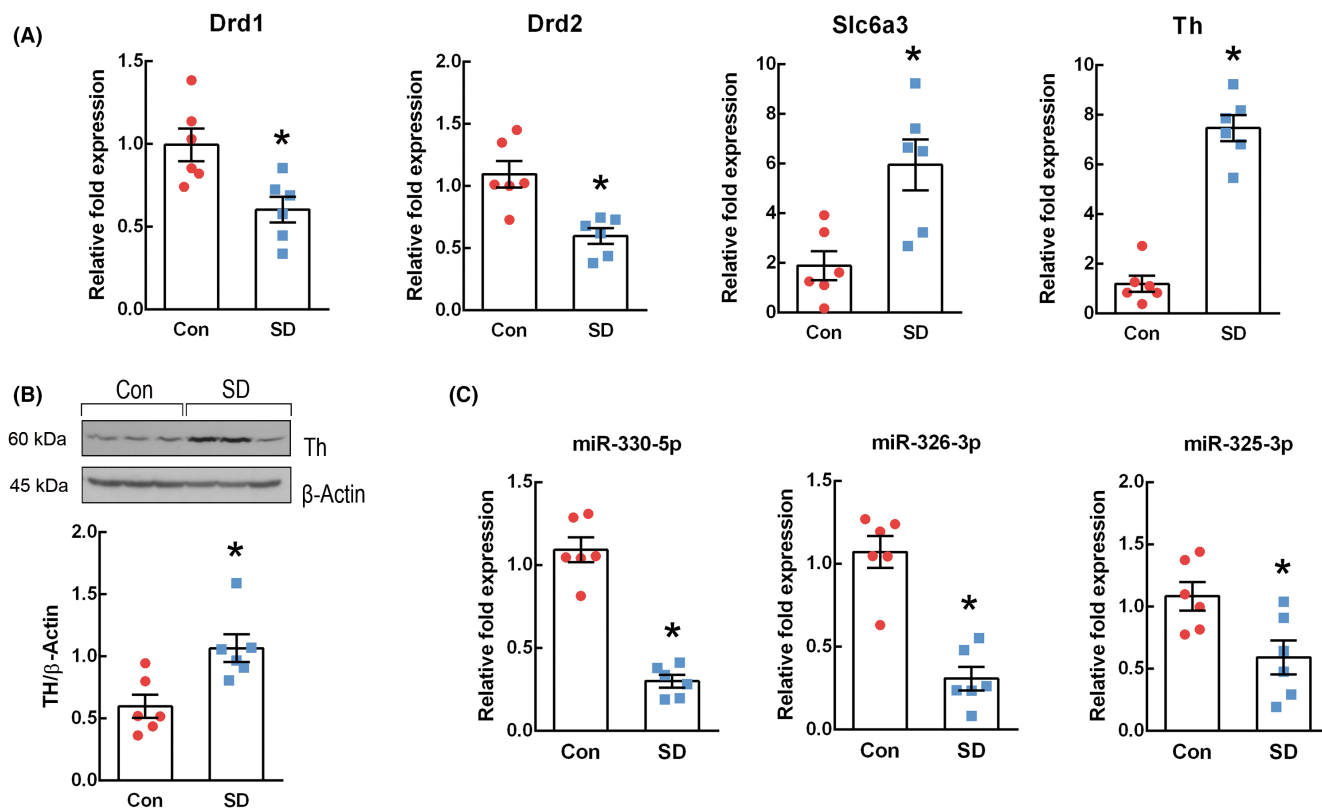 (A)
Drd1
Relative fold expression
1.5
1.0
0.5
0.0
*
Con SD
Drd2
Relative fold expression
2.0
1.5
1.0
0.5
0.0
*
Con SD
Slc6a3
Relative fold expression
10
8
6
4
2
0
*
Con SD
Th
Relative fold expression
10
8
6
4
2
0
*
Con SD
(B)
Con SD
60 kDa Th
45 kDa β-Actin
TH/β-Actin
2.0
1.5
1.0
0.5
0.0
*
Con SD
(C)
miR-330-5p
Relative fold expression
1.5
1.0
0.5
0.0
*
Con SD
miR-326-3p
Relative fold expression
1.5
1.0
0.5
0.0
*
Con SD
miR-325-3p
Relative fold expression
2.0
1.5
1.0
0.5
0.0
*
Con SD